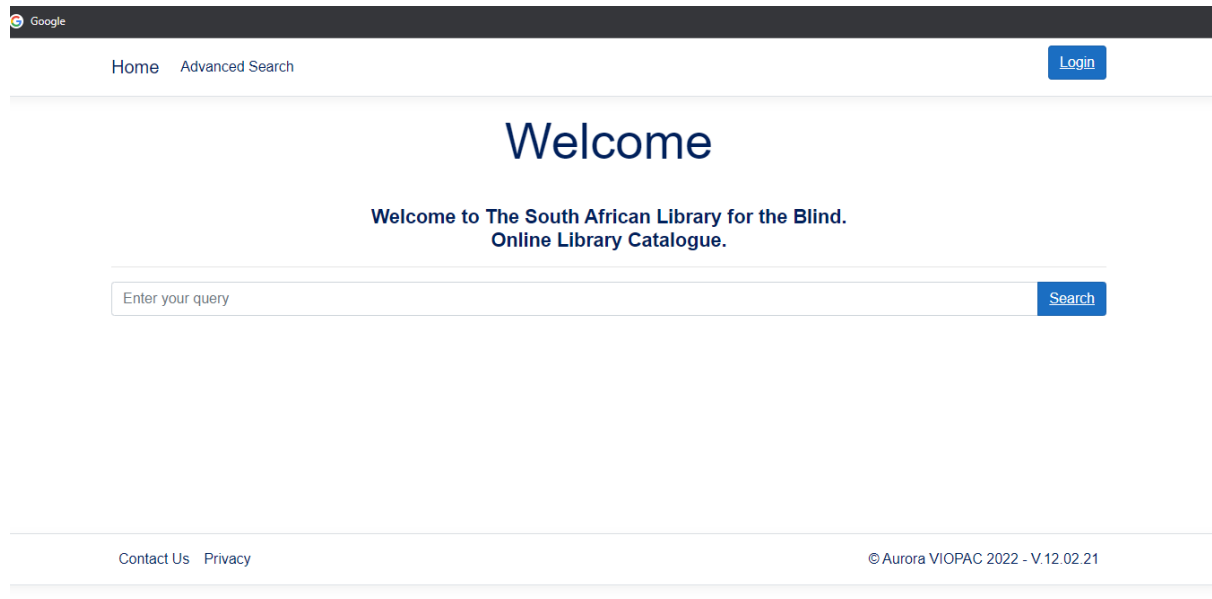 Google
Home Advanced Search Login
Welcome
Welcome to The South African Library for the Blind.
Online Library Catalogue.
Enter your query Search
Contact Us Privacy © Aurora VIOPAC 2022 - V.12.02.21